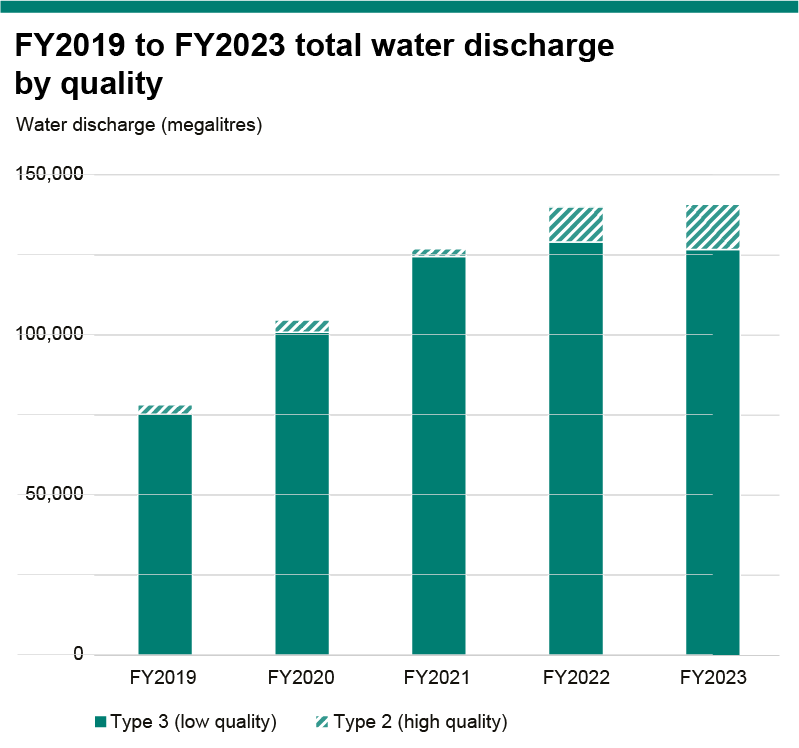 FY2019 to FY2023 total water discharge
by quality
Water discharge (megalitres)
150,000
100,000
50,000
0
FY2019 FY2020 FY2021 FY2022 FY2023
Type 3 (low quality) Type 2 (high quality)